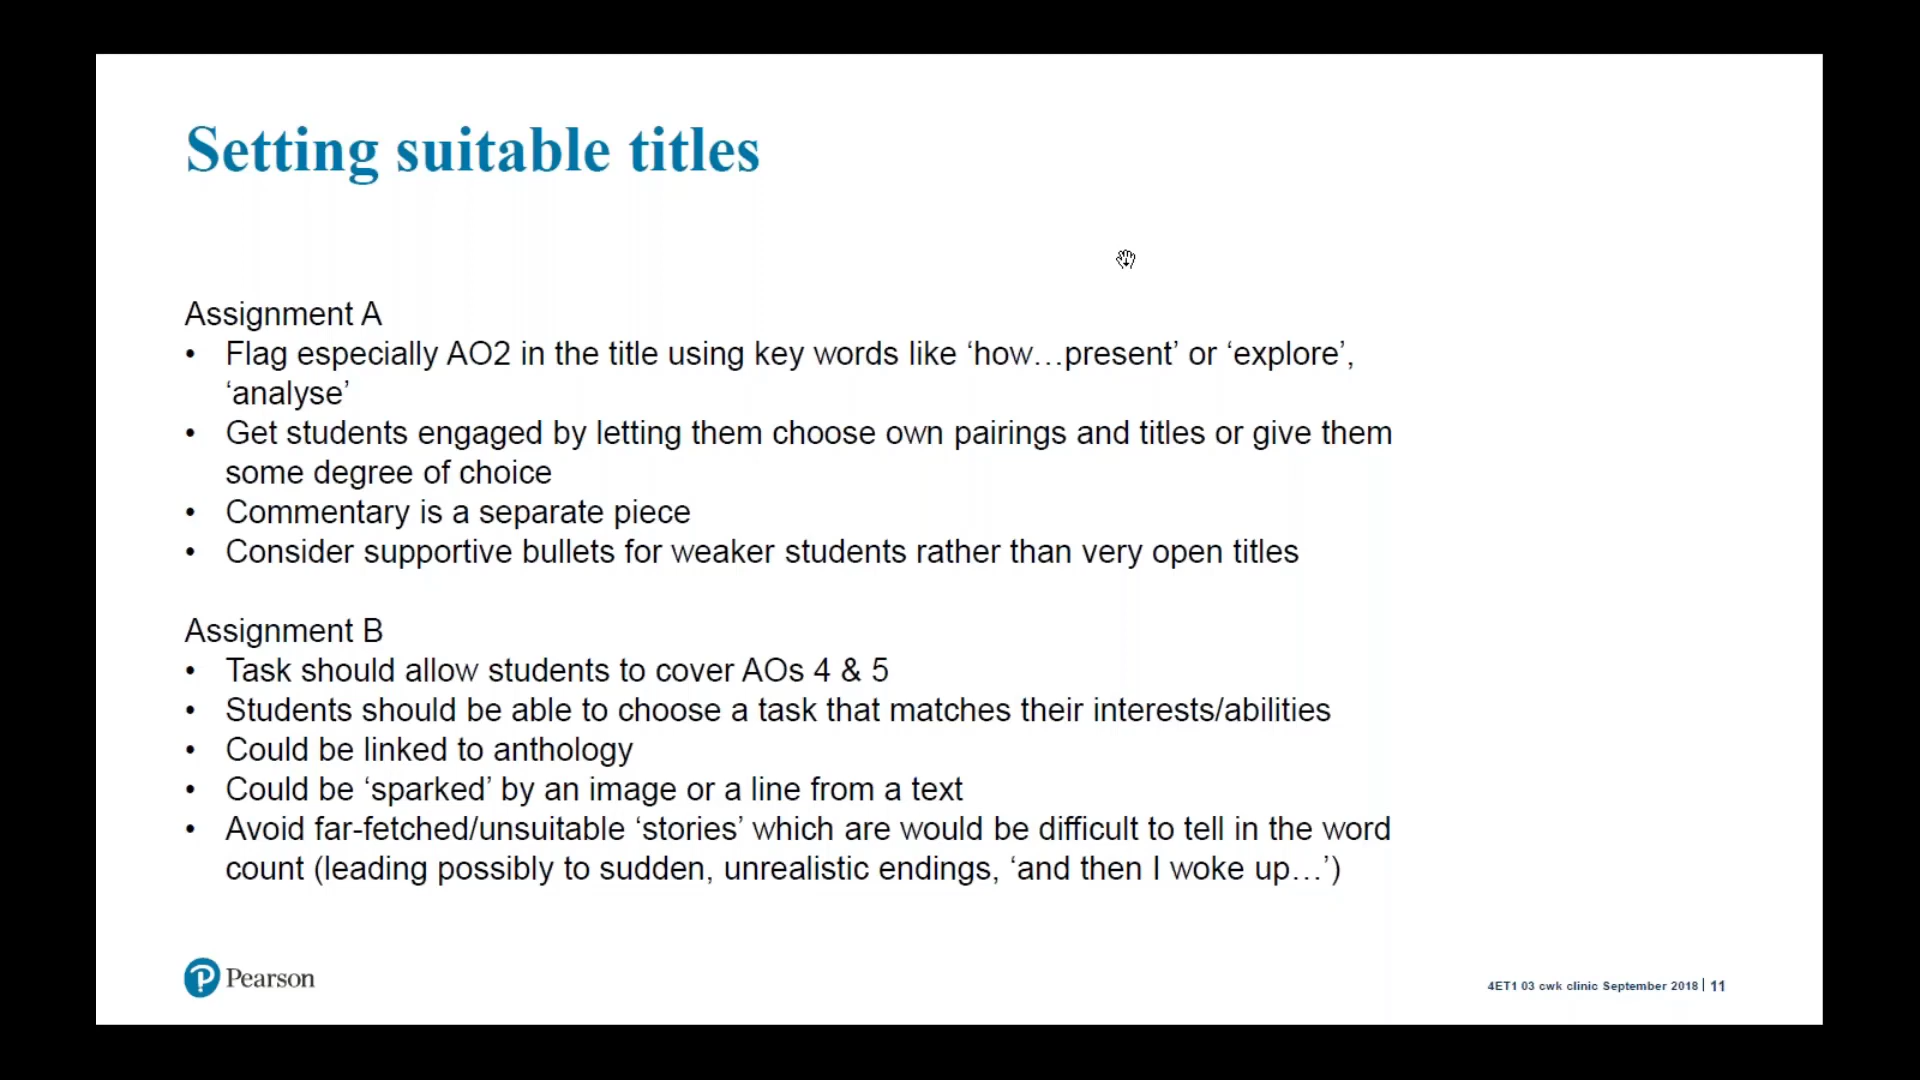 Setting suitable titles
Assignment A
• Flag especially AO2 in the title using key words like ‘how…present’ or ‘explore’,
‘analyse’
• Get students engaged by letting them choose own pairings and titles or give them
some degree of choice
• Commentary is a separate piece
• Consider supportive bullets for weaker students rather than very open titles
Assignment B
• Task should allow students to cover AOs 4 & 5
• Students should be able to choose a task that matches their interests/abilities
• Could be linked to anthology
• Could be ‘sparked’ by an image or a line from a text
• Avoid far-fetched/unsuitable ‘stories’ which are would be difficult to tell in the word
count (leading possibly to sudden, unrealistic endings, ‘and then I woke up…’)
Pearson
4ET1 03 cwk clinic September 2018 | 11